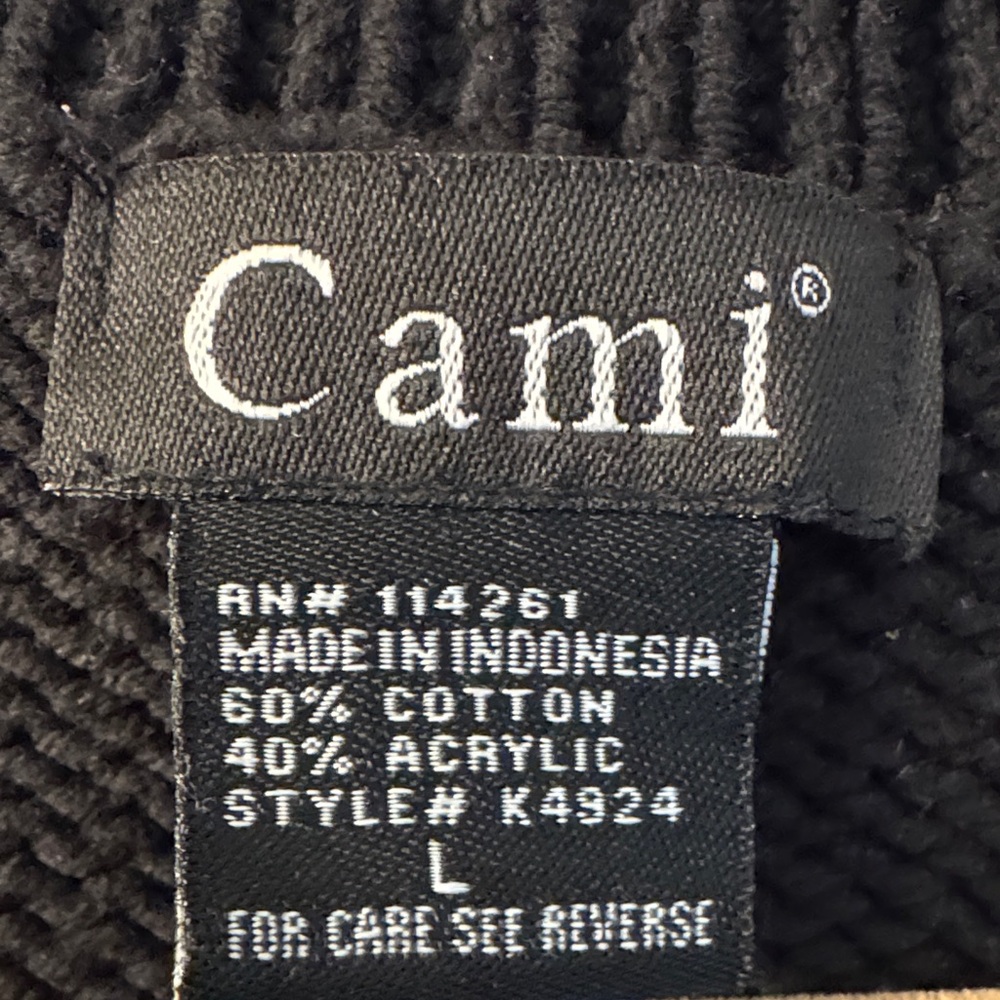 Cami®
RN# 114261
MADE IN INDONESIA
60% COTTON
40% ACRYLIC
STYLE# K4924
L
FOR CARE SEE REVERSE